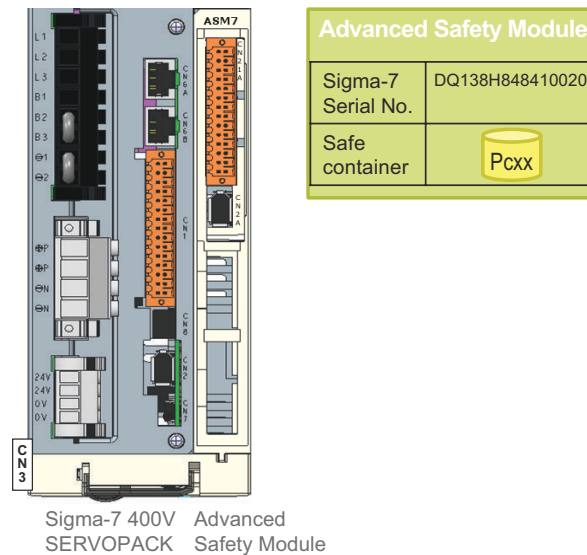 ASM7
L1
L2
L3
B1
B2
B3
⊖1
⊖2
⊕P
⊕P
⊖N
⊖N
24V
24V
0V
0V
CN3
CN6A
CN6B
CN1
CN8
CN2
CN7
CN21A
CN2A
Sigma-7 400V
SERVOPACK
Advanced
Safety Module
Advanced Safety Module
Sigma-7 DQ138H848410020
Serial No.
Safe
container
Pcxx